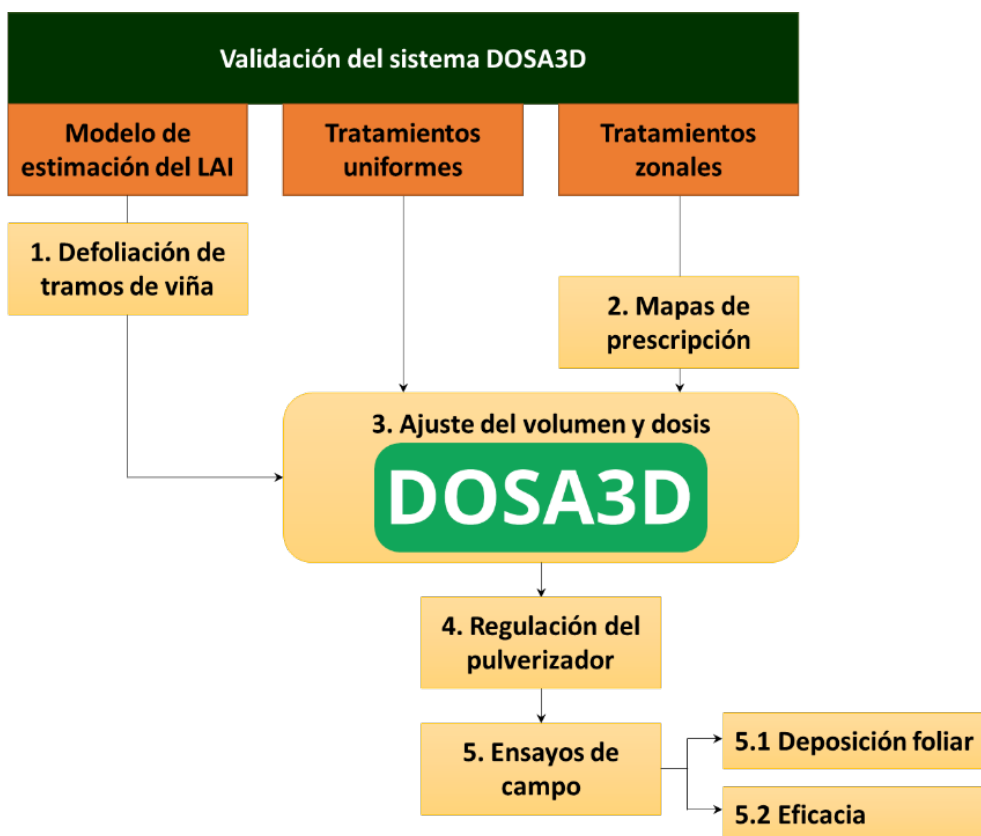 Validación del sistema DOSA3D
Modelo de
estimación del LAI
Tratamientos
uniformes
Tratamientos
zonales
1. Defoliación de
tramos de viña
2. Mapas de
prescripción
3. Ajuste del volumen y dosis
DOSA3D
4. Regulación del
pulverizador
5. Ensayos de
campo
5.1 Deposición foliar
5.2 Eficacia